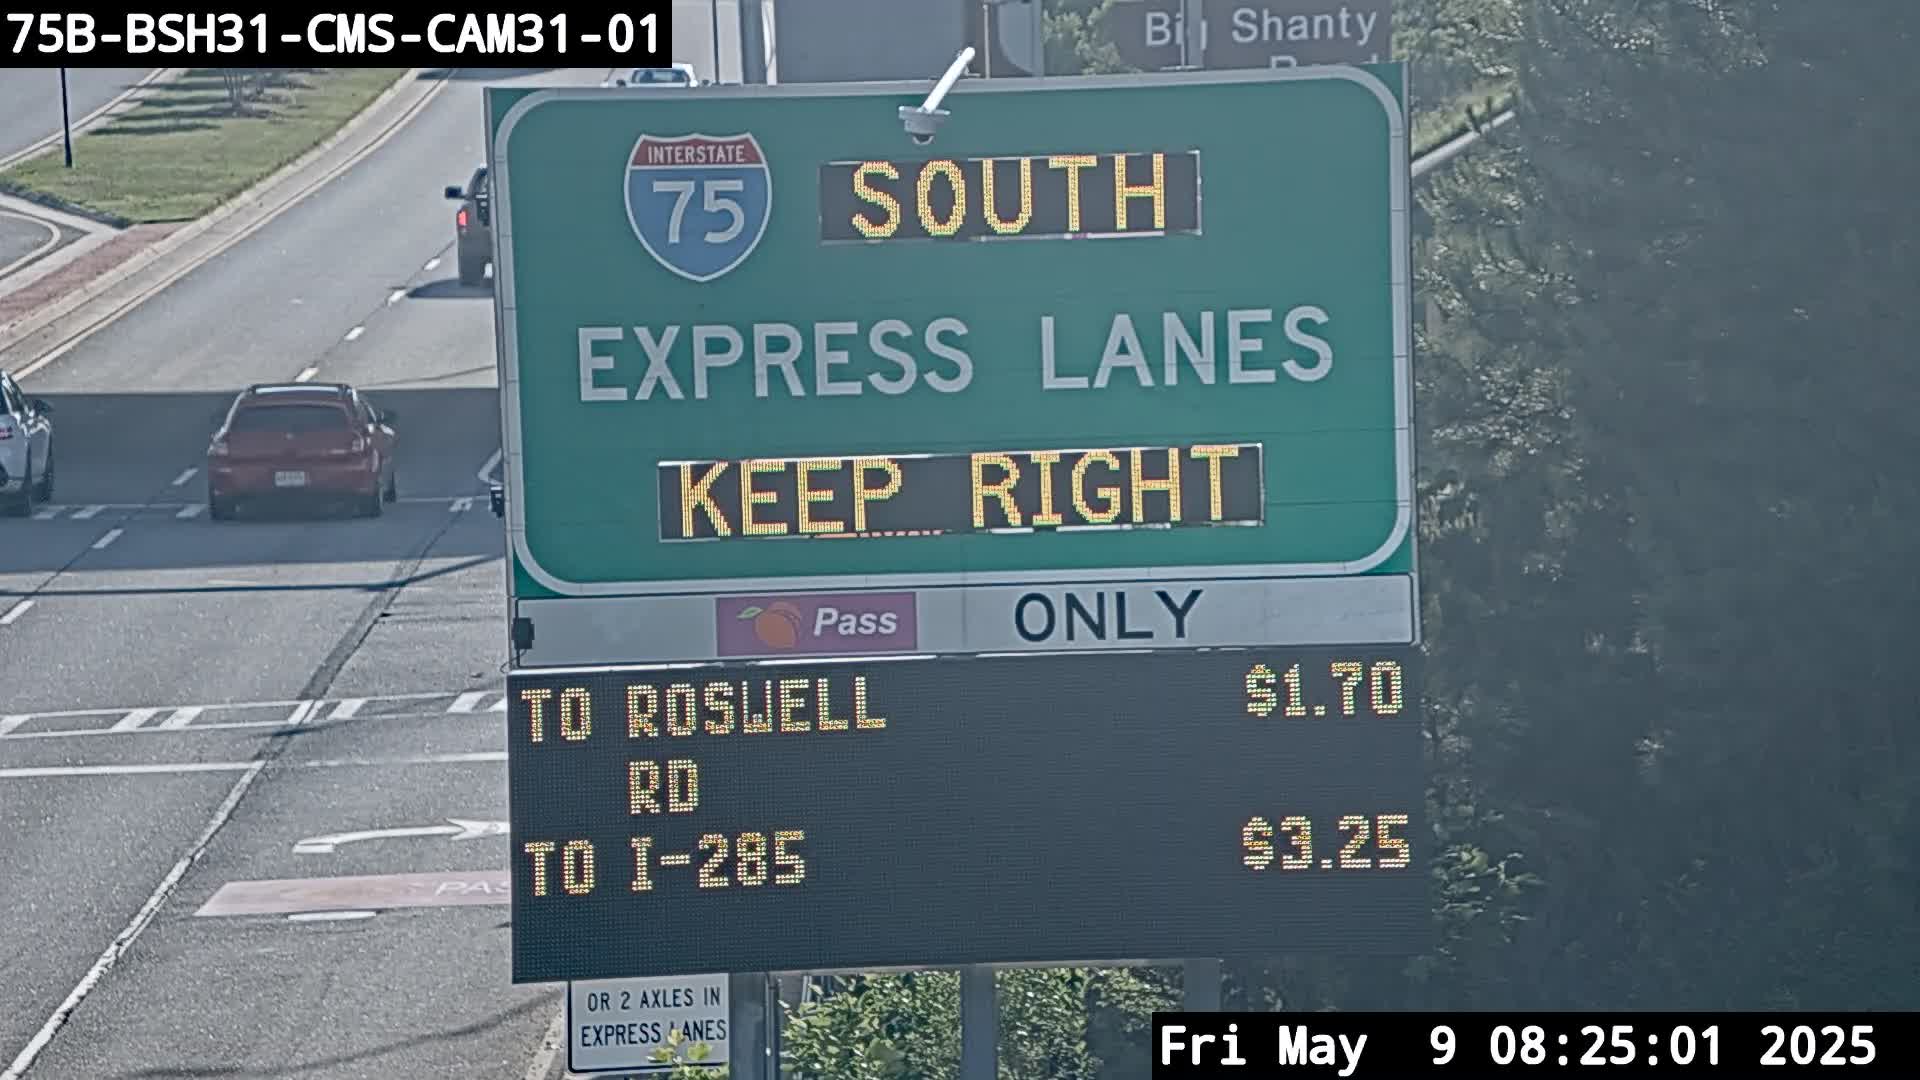 75B-BSH31-CMS-CAM31-01
Big Shanty
INTERSTATE
75
SOUTH
EXPRESS LANES
KEEP RIGHT
Pass ONLY
TO ROSWELL $1.70
RD
TO I-285 $3.25
OR 2 AXLES IN
EXPRESS LANES
Fri May 9 08:25:01 2025